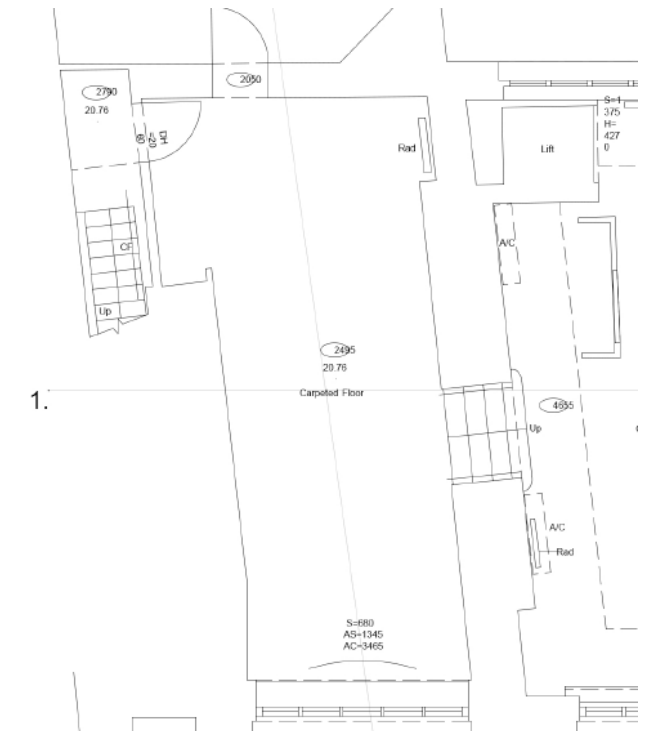 2790
20.76
2050
DH
=20
60
Rad
Lift
S=1
375
H=
427
0
A/C
CF
Up
2495
20.76
1.
Carpeted Floor
4655
Up
A/C
Rad
S=680
AS=1345
AC=3465